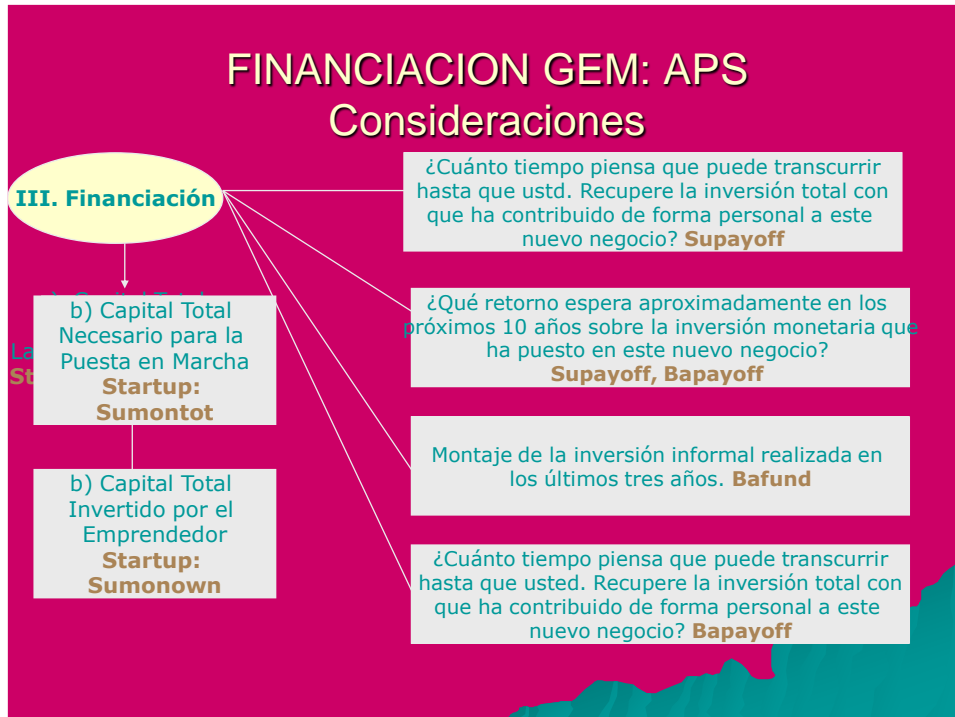 FINANCIACION GEM: APS
Consideraciones
III. Financiación
b) Capital Total
Necesario para la
Puesta en Marcha
Startup:
Sumontot
b) Capital Total
Invertido por el
Emprendedor
Startup:
Sumonown
¿Cuánto tiempo piensa que puede transcurrir
hasta que ustd. Recupere la inversión total con
que ha contribuido de forma personal a este
nuevo negocio? Supayoff
¿Qué retorno espera aproximadamente en los
próximos 10 años sobre la inversión monetaria que
ha puesto en este nuevo negocio?
Supayoff, Bapayoff
Montaje de la inversión informal realizada en
los últimos tres años. Bafund
¿Cuánto tiempo piensa que puede transcurrir
hasta que usted. Recupere la inversión total con
que ha contribuido de forma personal a este
nuevo negocio? Bapayoff